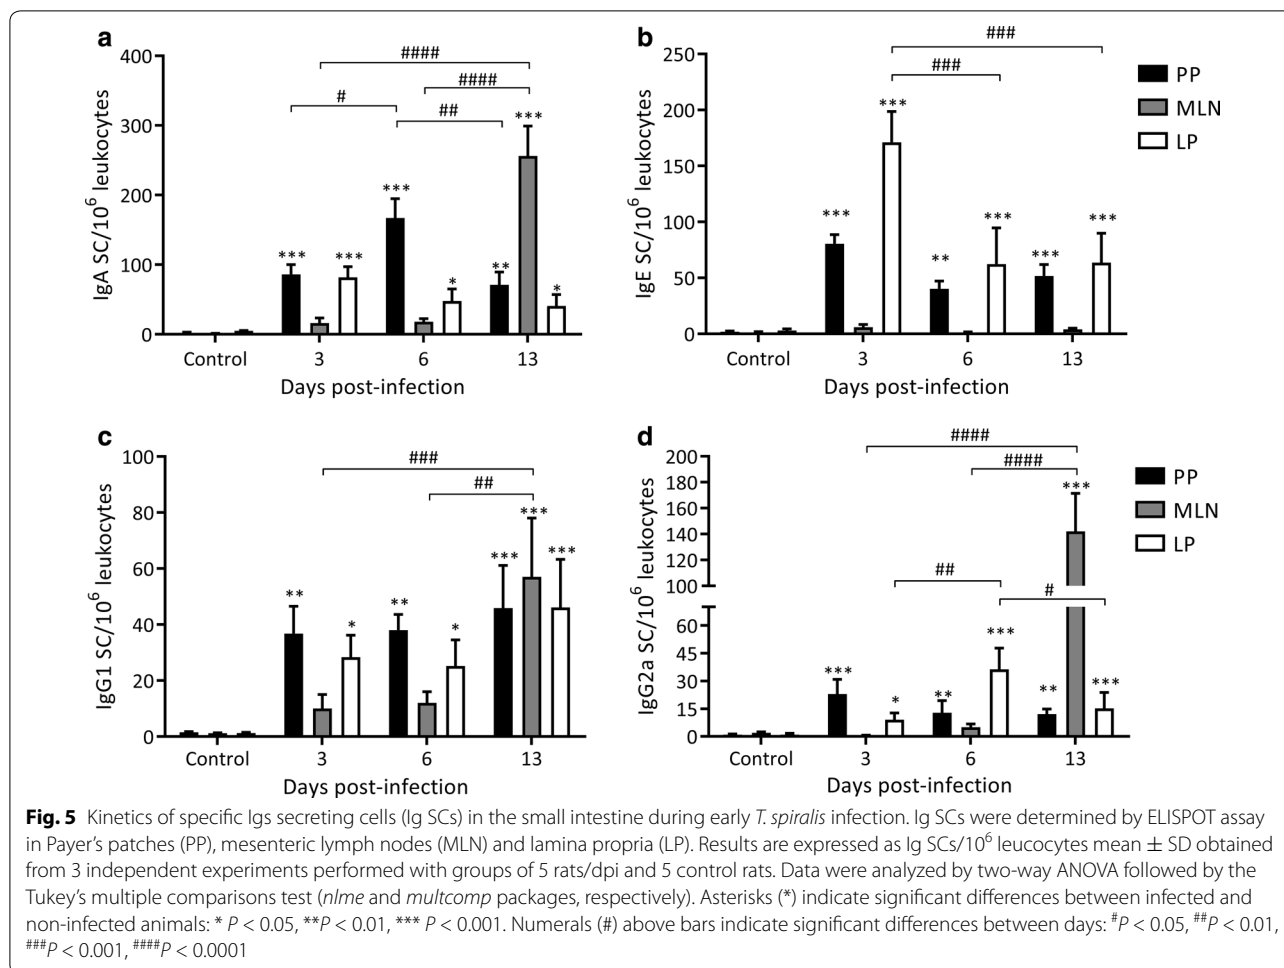 a
400
300
200
100
0
IgA SC/10⁶ leukocytes
####
####
#
##
***
***
***
*
**
***
*
Control 3 6 13
Days post-infection
b
250
200
150
100
50
0
IgE SC/10⁶ leukocytes
###
###
***
***
**
***
***
***
Control 3 6 13
Days post-infection
PP
MLN
LP
c
100
80
60
40
20
0
IgG1 SC/10⁶ leukocytes
###
##
**
*
**
*
***
***
***
Control 3 6 13
Days post-infection
d
200
180
160
140
120
100
60
45
30
15
0
IgG2a SC/10⁶ leukocytes
####
####
##
#
***
*
**
***
**
***
***
Control 3 6 13
Days post-infection
PP
MLN
LP
Fig. 5 Kinetics of specific Igs secreting cells (Ig SCs) in the small intestine during early T. spiralis infection. Ig SCs were determined by ELISPOT assay
in Payer’s patches (PP), mesenteric lymph nodes (MLN) and lamina propria (LP). Results are expressed as Ig SCs/10⁶ leucocytes mean ± SD obtained
from 3 independent experiments performed with groups of 5 rats/dpi and 5 control rats. Data were analyzed by two-way ANOVA followed by the
Tukey’s multiple comparisons test (nlme and multcomp packages, respectively). Asterisks (*) indicate significant differences between infected and
non-infected animals: * P < 0.05, **P < 0.01, *** P < 0.001. Numerals (#) above bars indicate significant differences between days: #P < 0.05, ##P < 0.01,
###P < 0.001, ####P < 0.0001